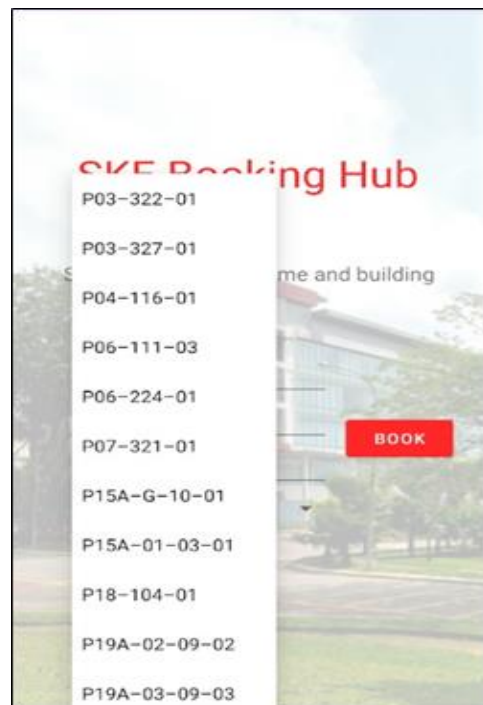 SKE Booking Hub
P03-322-01
P03-327-01
me and building
P04-116-01
P06-111-03
P06-224-01
P07-321-01
BOOK
P15A-G-10-01
P15A-01-03-01
P18-104-01
P19A-02-09-02
P19A-03-09-03